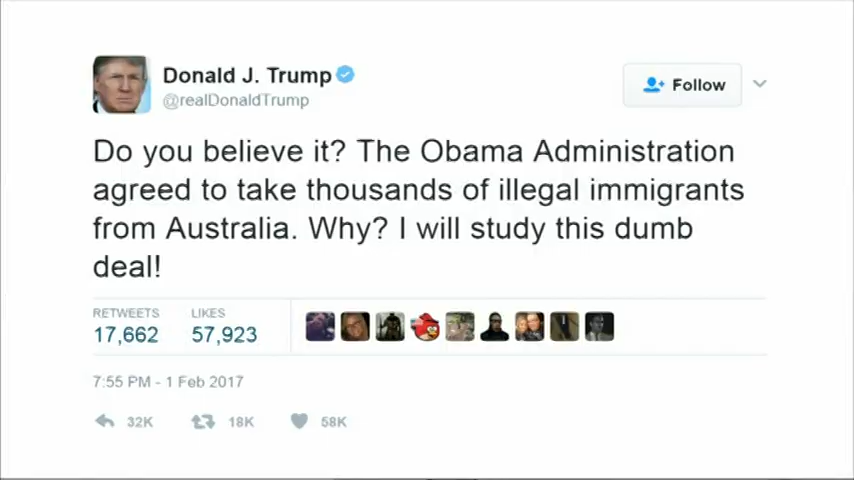 Donald J. Trump
@realDonaldTrump
Follow
Do you believe it? The Obama Administration
agreed to take thousands of illegal immigrants
from Australia. Why? I will study this dumb
deal!
RETWEETS LIKES
17,662 57,923
7:55 PM - 1 Feb 2017
32K 18K 58K